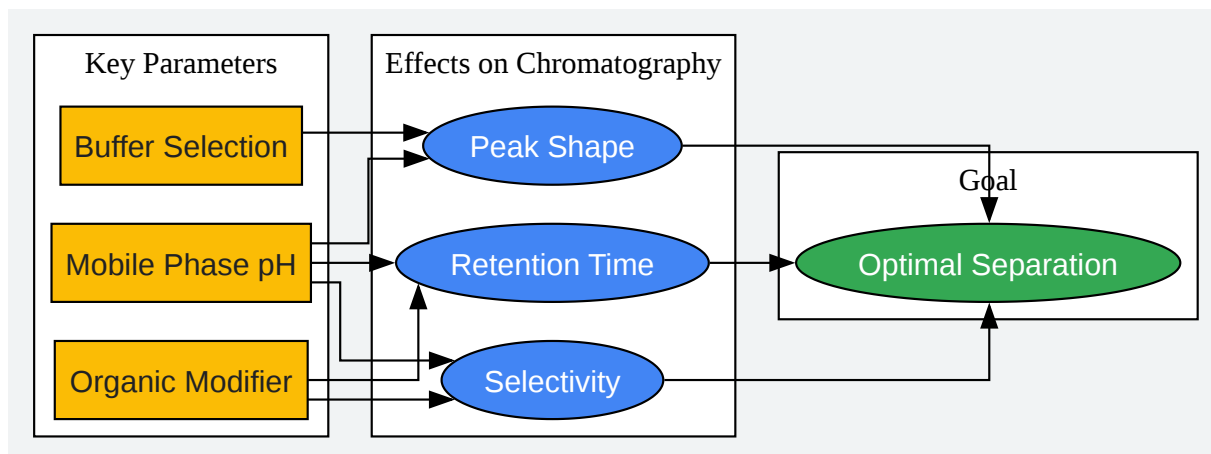 Key Parameters
Buffer Selection
Mobile Phase pH
Organic Modifier
Effects on Chromatography
Peak Shape
Retention Time
Selectivity
Goal
Optimal Separation